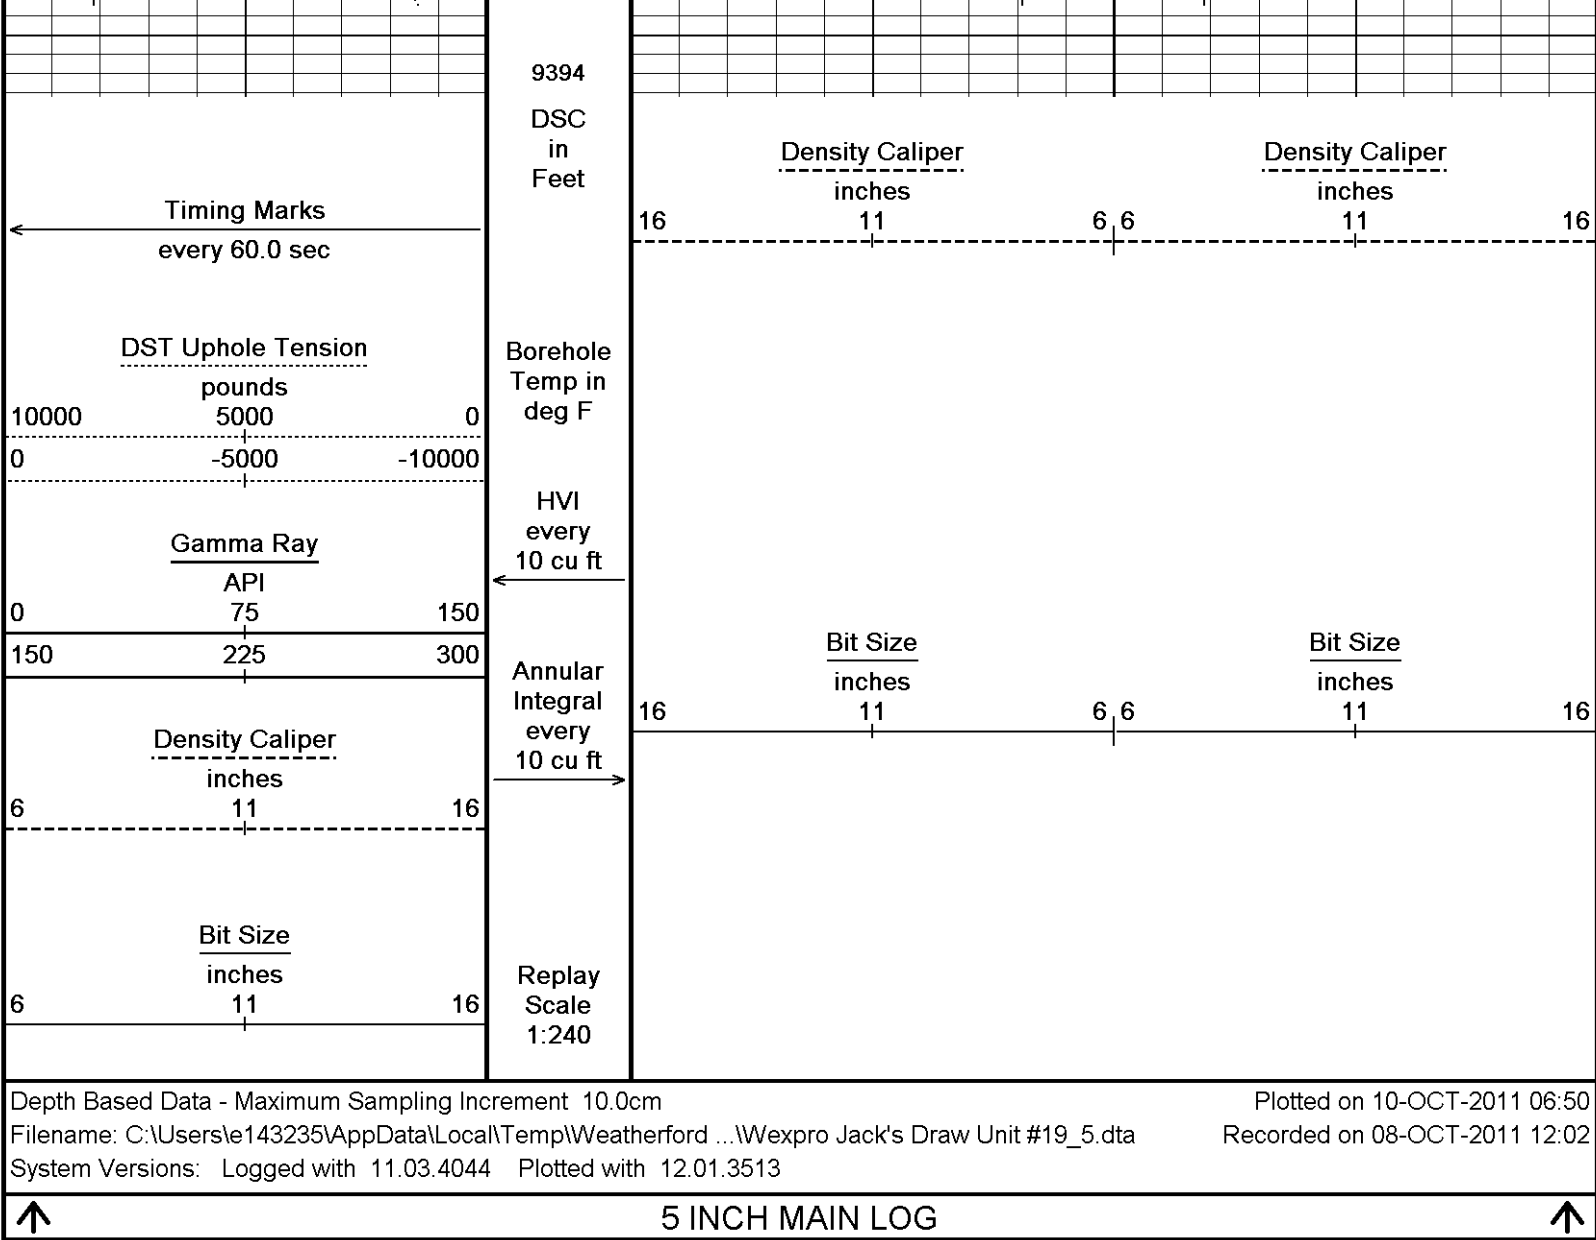 9394
DSC
in
Feet
Timing Marks
every 60.0 sec
DST Uphole Tension
pounds
10000 5000 0
0 -5000 -10000
Gamma Ray
API
0 75 150
150 225 300
Density Caliper
inches
6 11 16
Bit Size
inches
6 11 16
Borehole
Temp in
deg F
HVI
every
10 cu ft
Annular
Integral
every
10 cu ft
Replay
Scale
1:240
Density Caliper
inches
16 11 6
Density Caliper
inches
6 11 16
Bit Size
inches
16 11 6
Bit Size
inches
6 11 16
Depth Based Data - Maximum Sampling Increment 10.0cm
Plotted on 10-OCT-2011 06:50
Filename: C:\Users\e143235\AppData\Local\Temp\Weatherford ...\Wexpro Jack's Draw Unit #19_5.dta
Recorded on 08-OCT-2011 12:02
System Versions: Logged with 11.03.4044 Plotted with 12.01.3513
5 INCH MAIN LOG